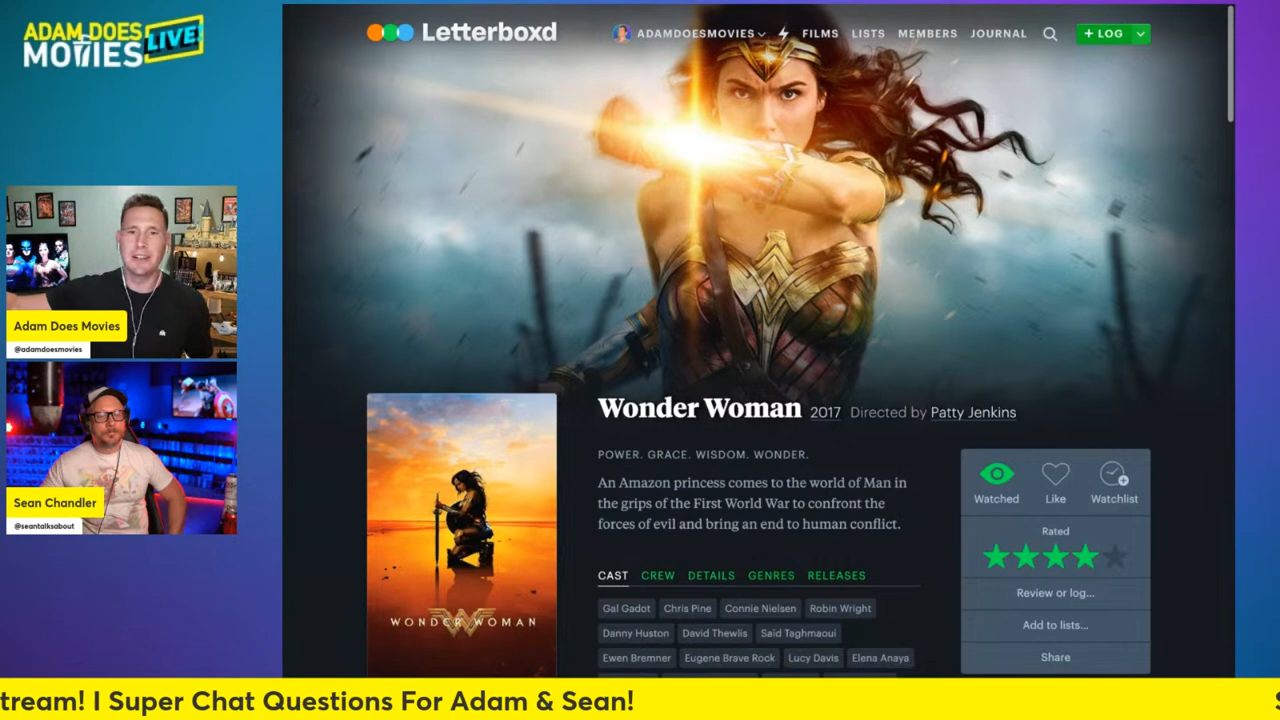 ADAM DOES
MOVIES LIVE!
Letterboxd
ADAMDOESMOVIES FILMS LISTS MEMBERS JOURNAL + LOG
Adam Does Movies
@adamdoesmovies
Sean Chandler
@seantalksabout
Wonder Woman 2017 Directed by Patty Jenkins
POWER. GRACE. WISDOM. WONDER.
An Amazon princess comes to the world of Man in
the grips of the First World War to confront the
forces of evil and bring an end to human conflict.
CAST CREW DETAILS GENRES RELEASES
Gal Gadot Chris Pine Connie Nielsen Robin Wright
Danny Huston David Thewlis Saïd Taghmaoui
Ewen Bremner Eugene Brave Rock Lucy Davis Elena Anaya
WONDER WOMAN
Watched Like Watchlist
Rated
Review or log...
Add to lists...
Share
tream! I Super Chat Questions For Adam & Sean! S